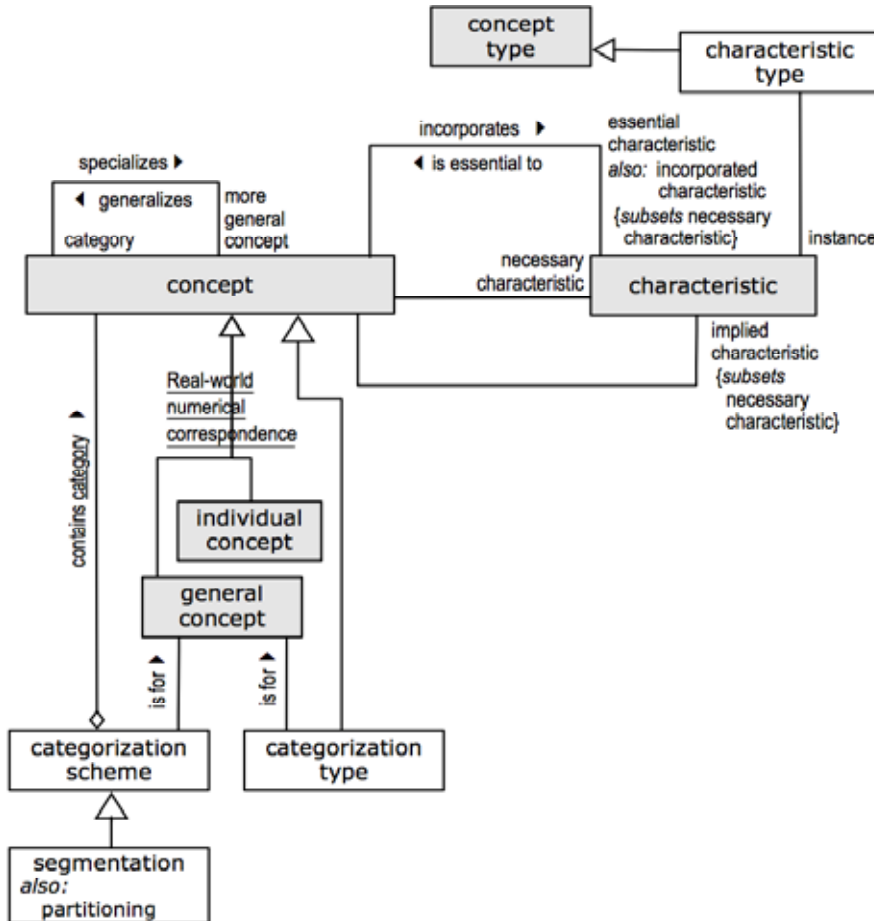 concept
type
characteristic
type
incorporates ▶
◀ is essential to
essential
characteristic
also: incorporated
characteristic
{subsets necessary
characteristic}
instance
specializes ▶
◀ generalizes
more
general
concept
category
necessary
characteristic
concept
characteristic
implied
characteristic
{subsets
necessary
characteristic}
Real-world
numerical
correspondence
contains category ▶
individual
concept
general
concept
is for ▶
is for ▶
categorization
scheme
categorization
type
segmentation
also:
partitioning